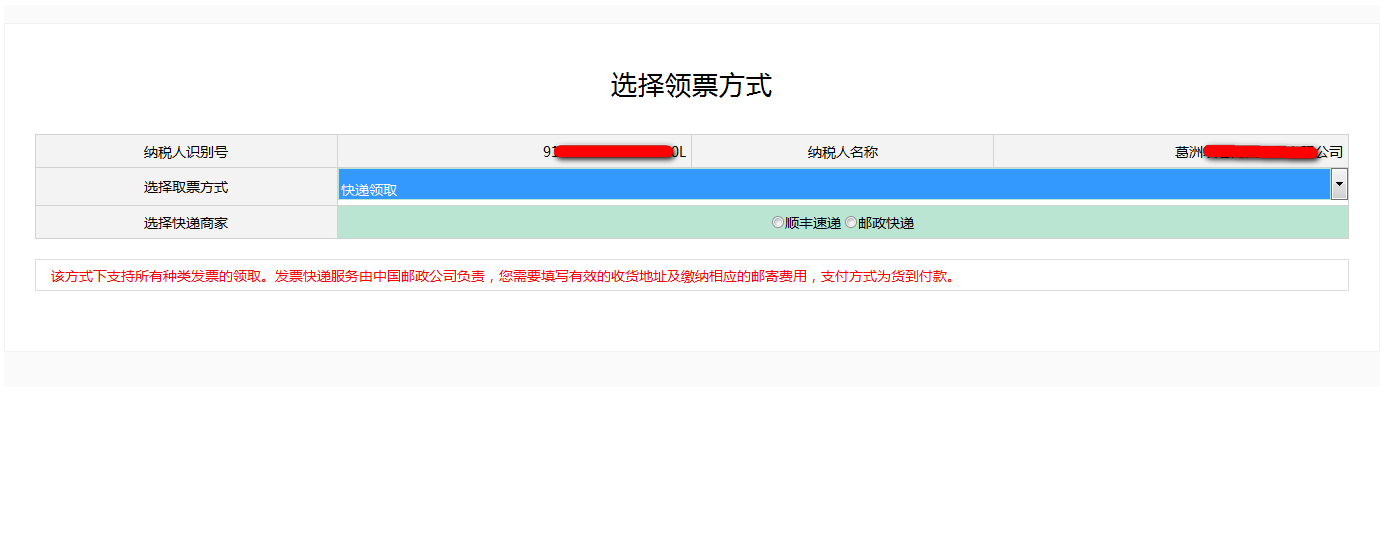 选择领票方式
纳税人识别号 91 0L 纳税人名称 葛洲 公司
选择取票方式 快递领取
选择快递商家 顺丰速递 邮政快递
该方式下支持所有种类发票的领取。发票快递服务由中国邮政公司负责，您需要填写有效的收货地址及缴纳相应的邮寄费用，支付方式为货到付款。